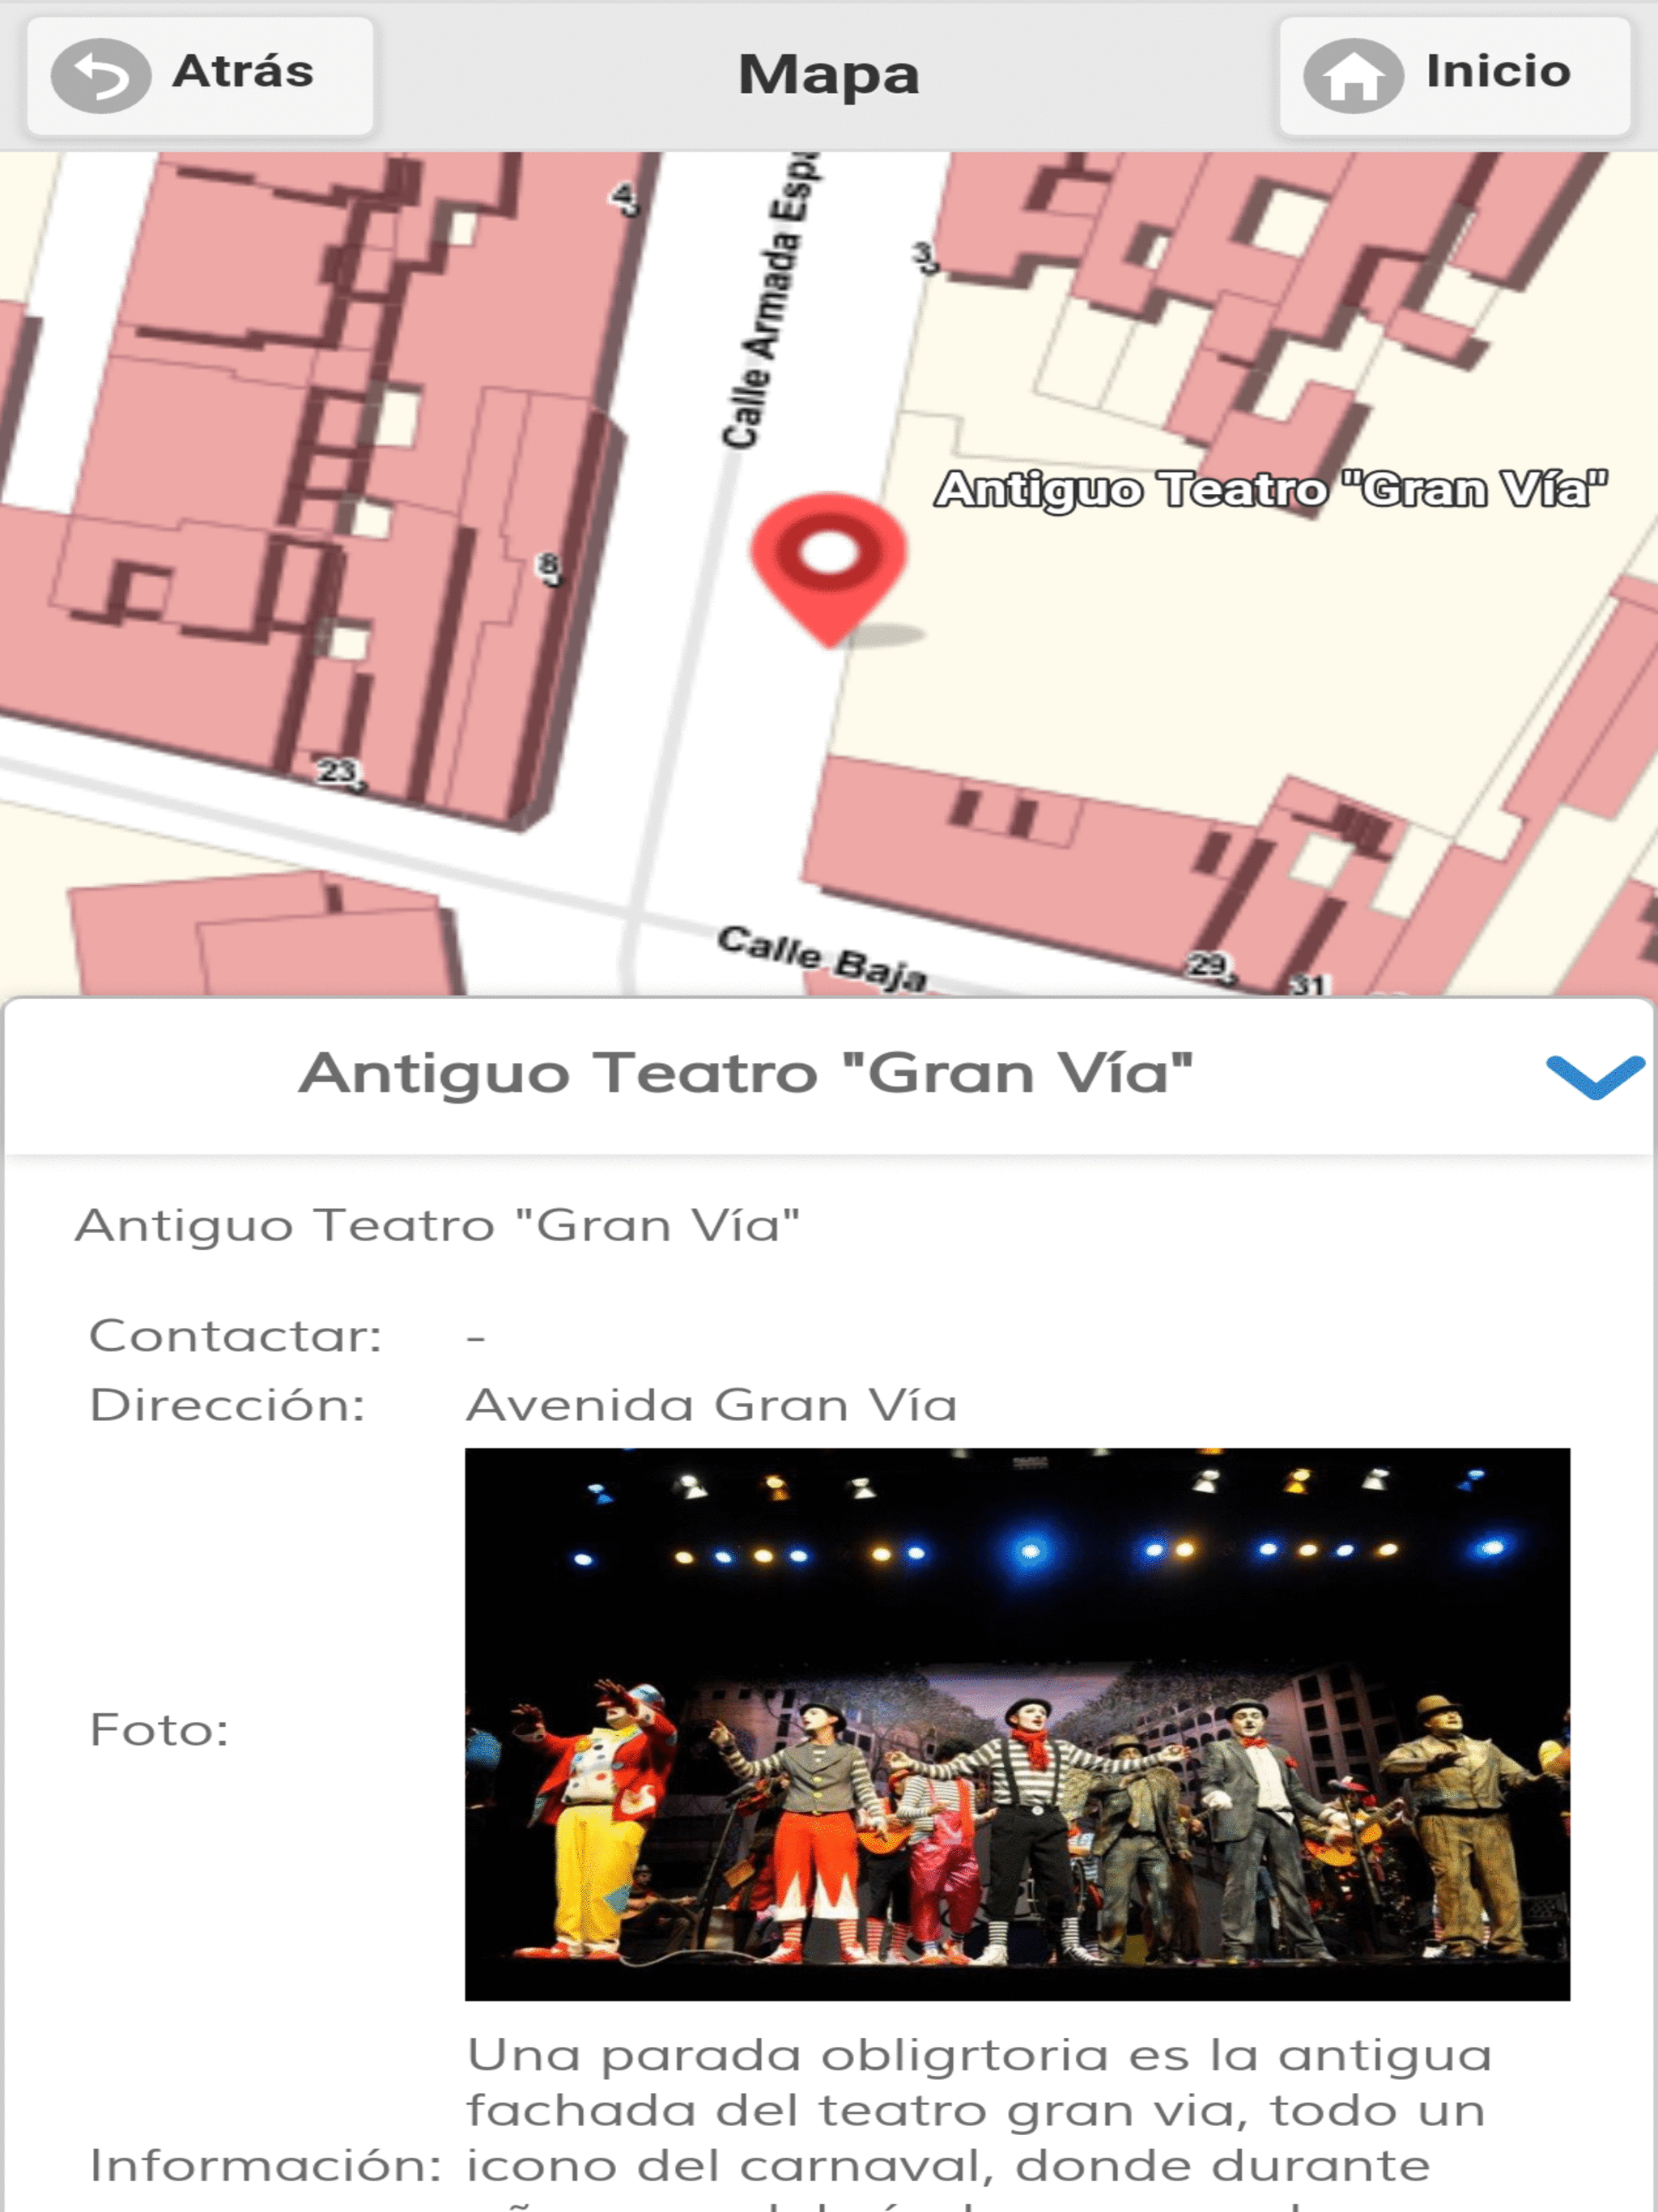 Atrás
Mapa
Inicio
4
Calle Armada Espa
3
Antiguo Teatro "Gran Vía"
8
23
Calle Baja
29
31
Antiguo Teatro "Gran Vía"
Antiguo Teatro "Gran Vía"
Contactar: -
Dirección: Avenida Gran Vía
Foto:
Una parada obligrtoria es la antigua
fachada del teatro gran via, todo un
Información: icono del carnaval, donde durante